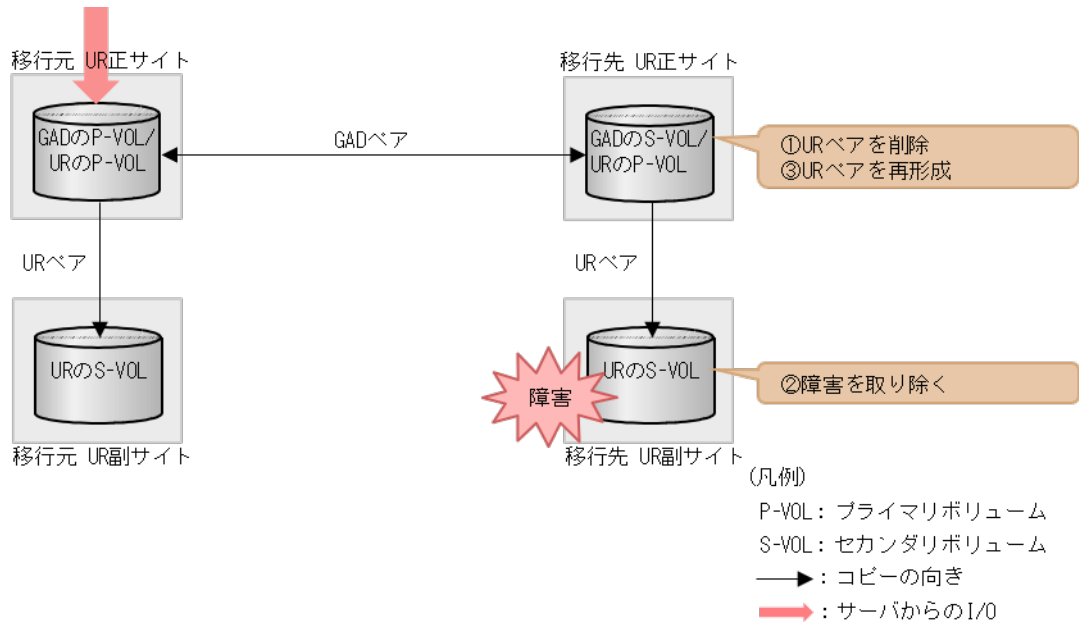 移行元 UR正サイト
移行先 UR正サイト
GADのP-VOL/
URのP-VOL
GADペア
GADのS-VOL/
URのP-VOL
①URペアを削除
③URペアを再形成
URペア
URペア
URのS-VOL
障害
URのS-VOL
②障害を取り除く
移行元 UR副サイト
移行先 UR副サイト
(凡例)
P-VOL：プライマリボリューム
S-VOL：セカンダリボリューム
：コピーの向き
：サーバからのI/O